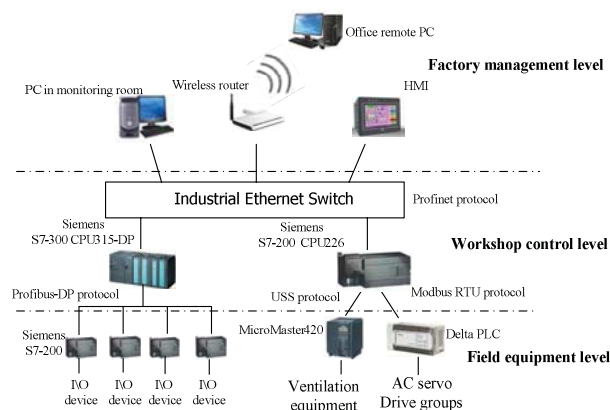 Office remote PC
Factory management level
Wireless router
PC in monitoring room
HMI
Industrial Ethernet Switch
Profinet protocol
Siemens
S7-300 CPU315-DP
Siemens
S7-200 CPU226
Workshop control level
Profibus-DP protocol
USS protocol
Modbus RTU protocol
Siemens
S7-200
MicroMaster420
Delta PLC
Field equipment level
I\O
device
I\O
device
I\O
device
I\O
device
Ventilation
equipment
AC servo
Drive groups